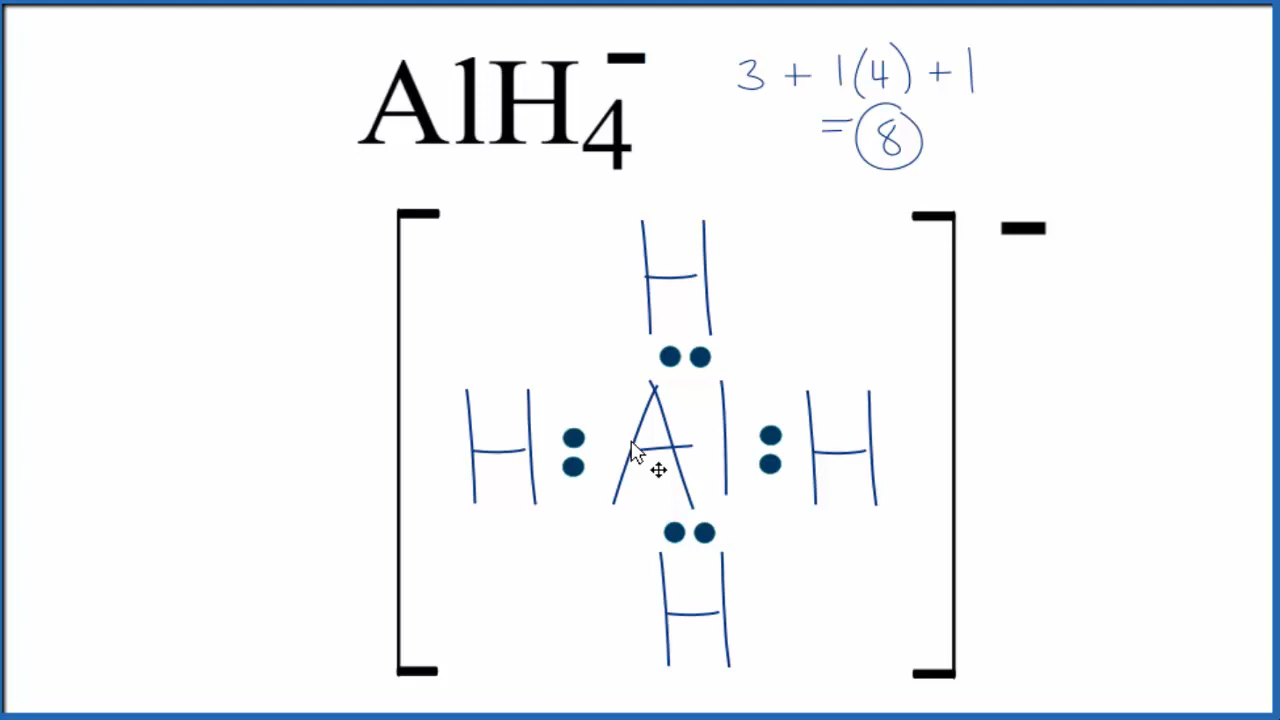 AlH₄⁻
3 + 1(4) + 1
= 8
[ ] −
H
H : Al : H
H